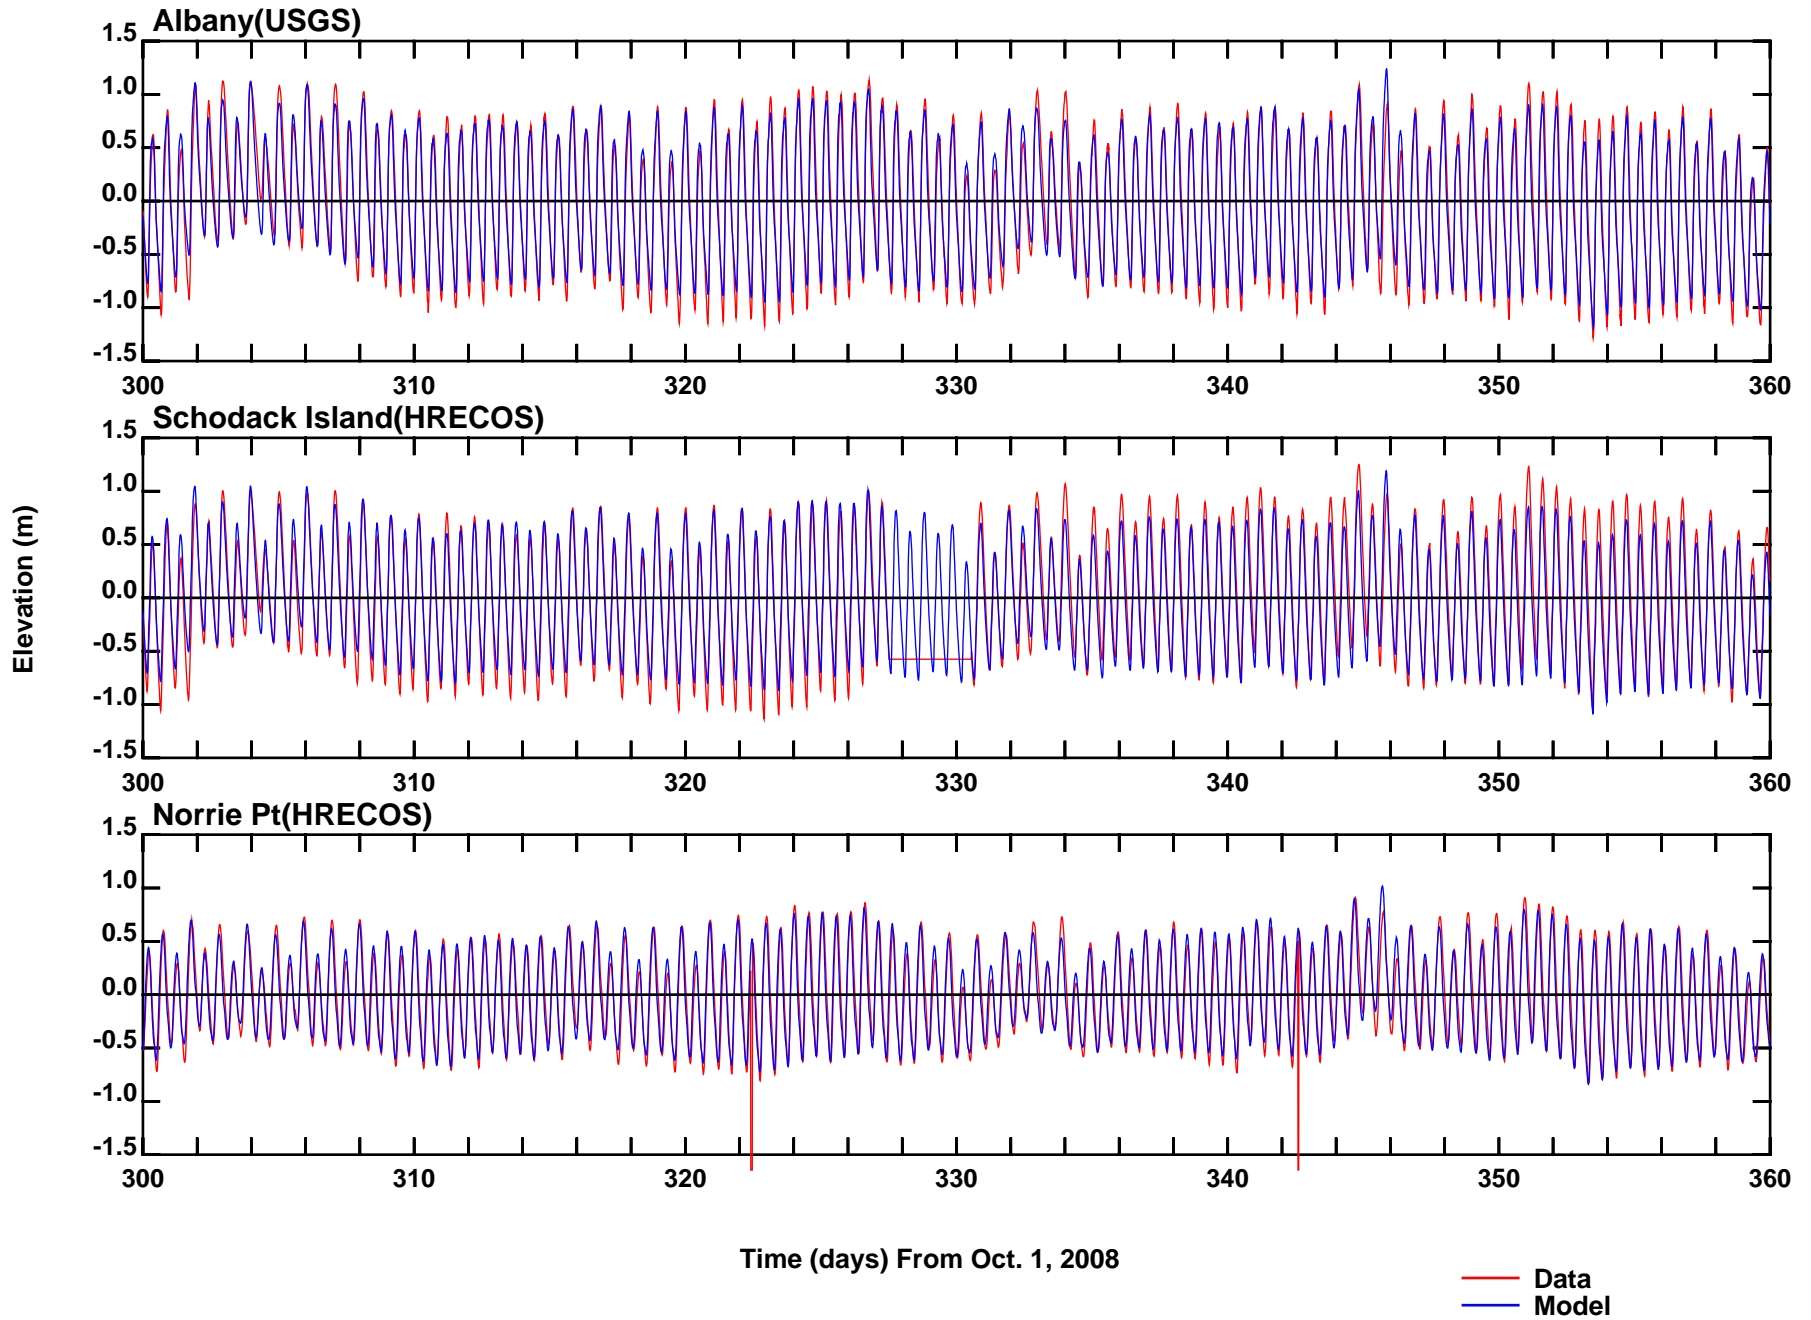 Albany(USGS)
1.5
1.0
0.5
0.0
-0.5
-1.0
-1.5
300 310 320 330 340 350 360
Schodack Island(HRECOS)
1.5
1.0
0.5
0.0
-0.5
-1.0
-1.5
300 310 320 330 340 350 360
Elevation (m)
Norrie Pt(HRECOS)
1.5
1.0
0.5
0.0
-0.5
-1.0
-1.5
300 310 320 330 340 350 360
Time (days) From Oct. 1, 2008
Data
Model